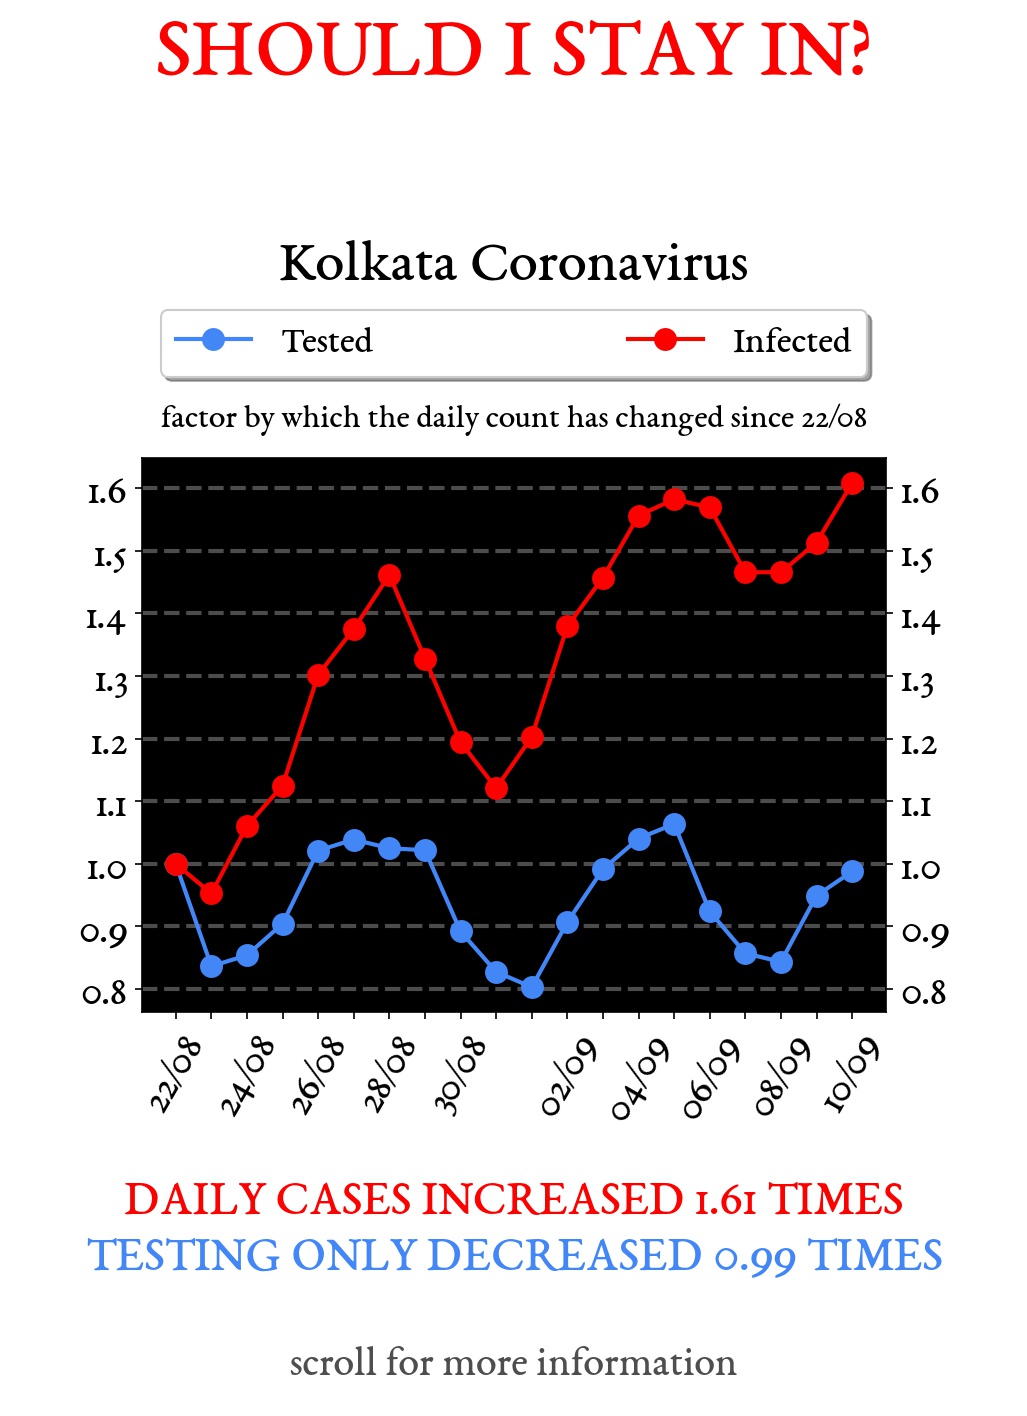 SHOULD I STAY IN?
Kolkata Coronavirus
Tested Infected
factor by which the daily count has changed since 22/08
1.6 1.6
1.5 1.5
1.4 1.4
1.3 1.3
1.2 1.2
1.1 1.1
1.0 1.0
0.9 0.9
0.8 0.8
22/08 24/08 26/08 28/08 30/08 02/09 04/09 06/09 08/09 10/09
DAILY CASES INCREASED 1.61 TIMES
TESTING ONLY DECREASED 0.99 TIMES
scroll for more information